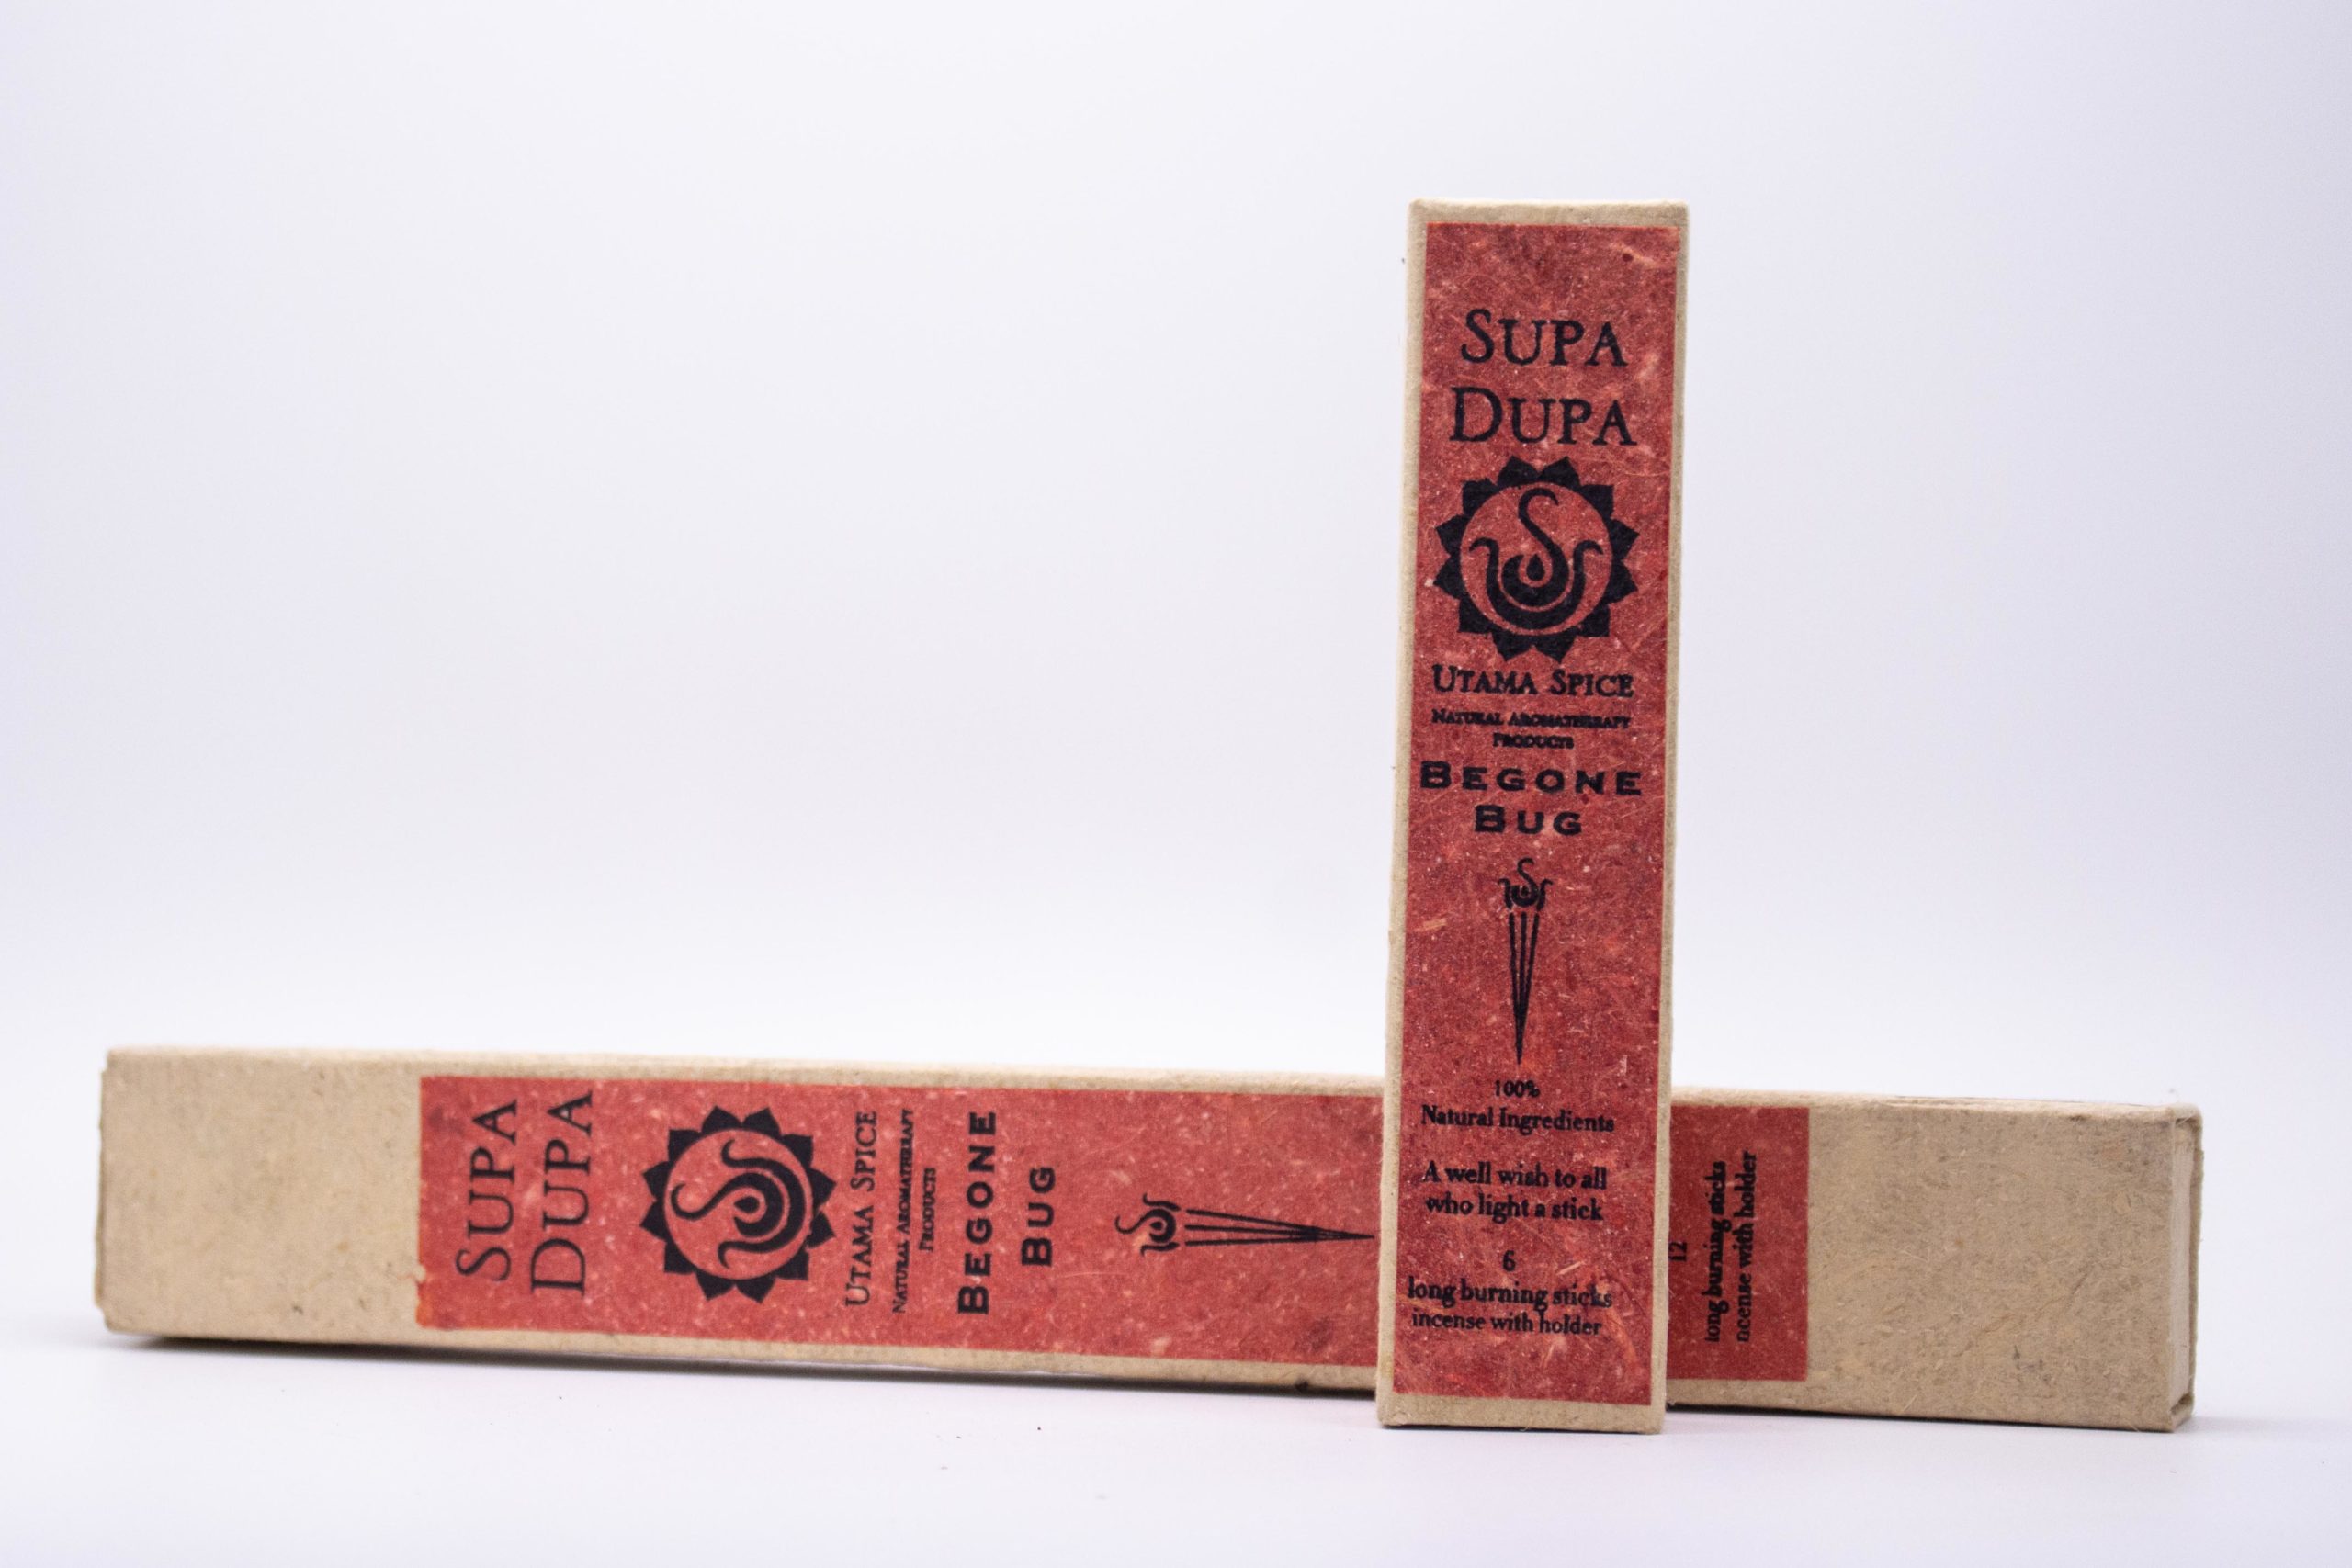 SUPA
DUPA
UTAMA SPICE
NATURAL AROMATHERAPY
PRODUCTS
BEGONE
BUG
100%
Natural Ingredients
A well wish to all
who light a stick
6
long burning sticks
incense with holder
SUPA
DUPA
UTAMA SPICE
NATURAL AROMATHERAPY
PRODUCTS
BEGONE
BUG
12
long burning sticks
ncense with holder